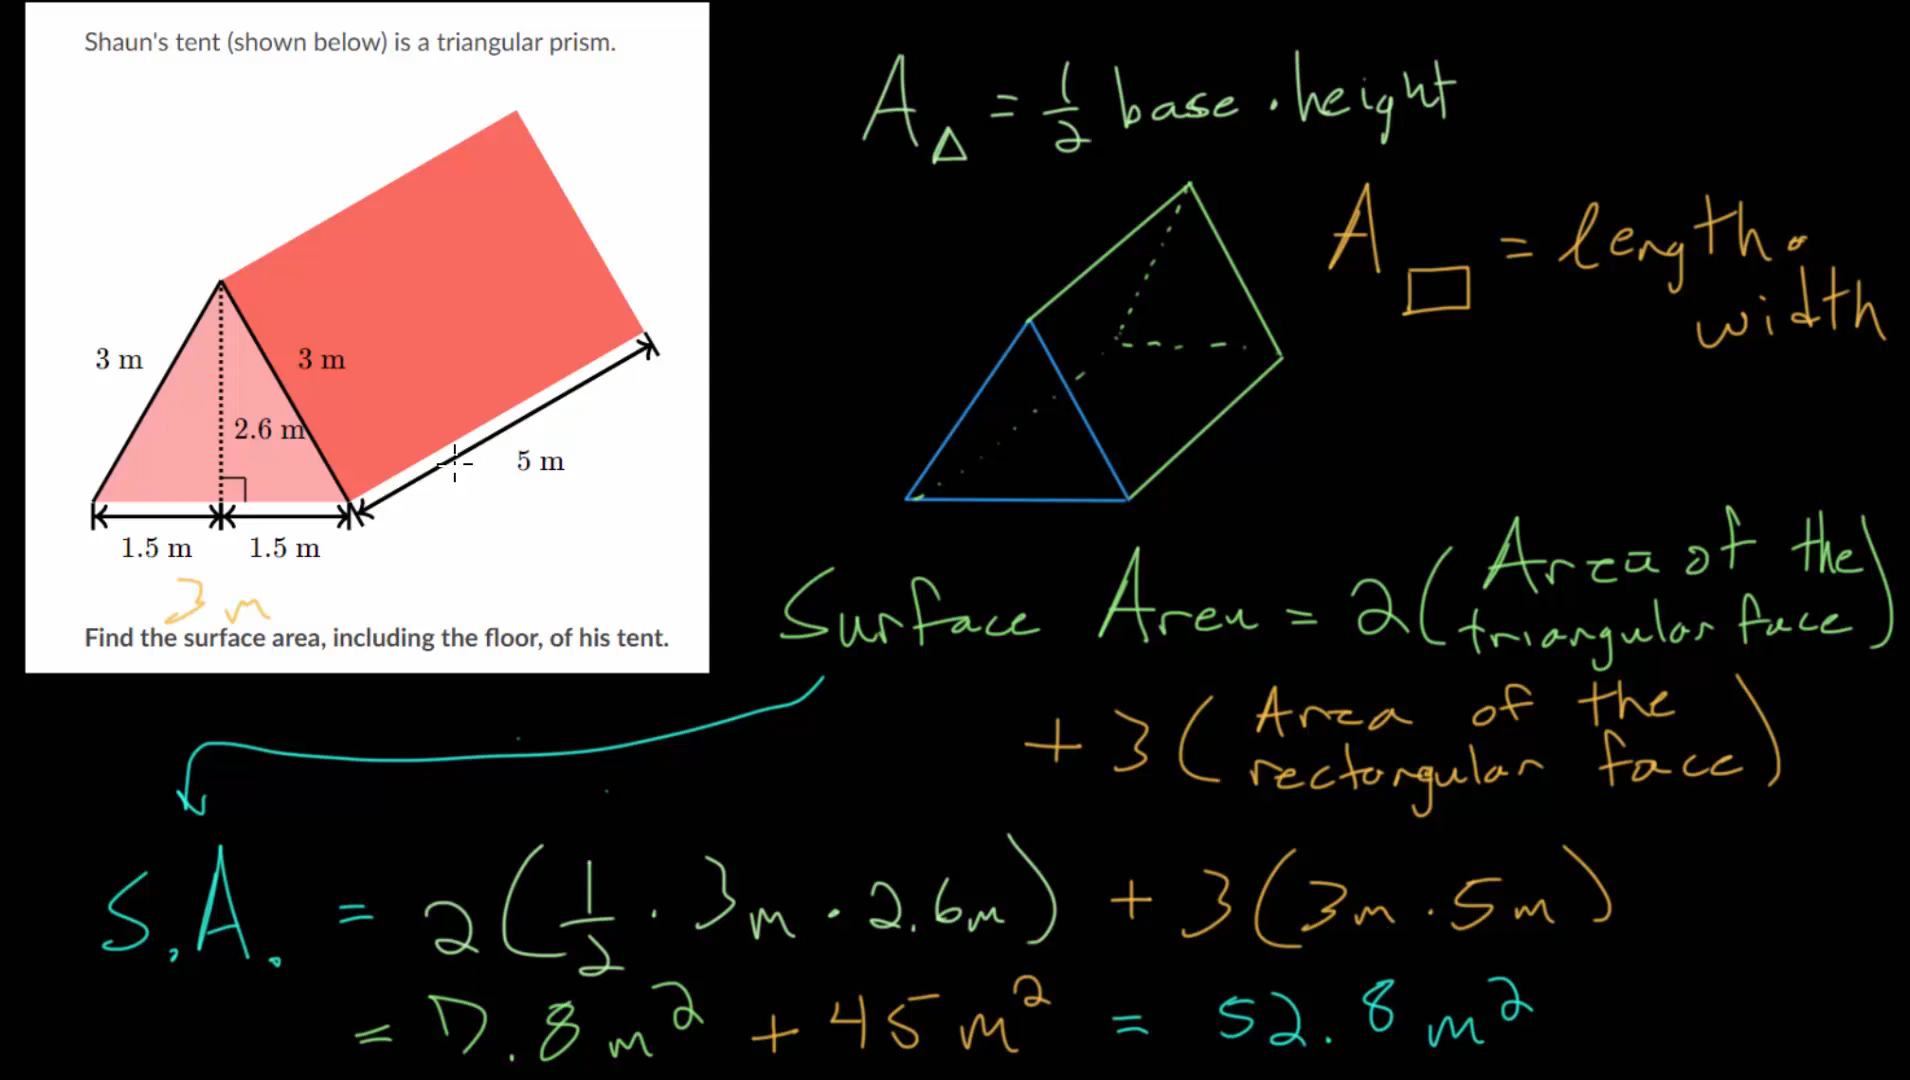 Shaun's tent (shown below) is a triangular prism.
3 m
3 m
2.6 m
5 m
1.5 m
1.5 m
3 m
Find the surface area, including the floor, of his tent.
A△ = 1/2 base · height
A▭ = length · width
Surface Area = 2 (Area of the triangular face)
+ 3 (Area of the rectangular face)
S.A. = 2 (1/2 · 3m · 2.6m) + 3 (3m · 5m)
= 7.8 m² + 45 m² = 52.8 m²